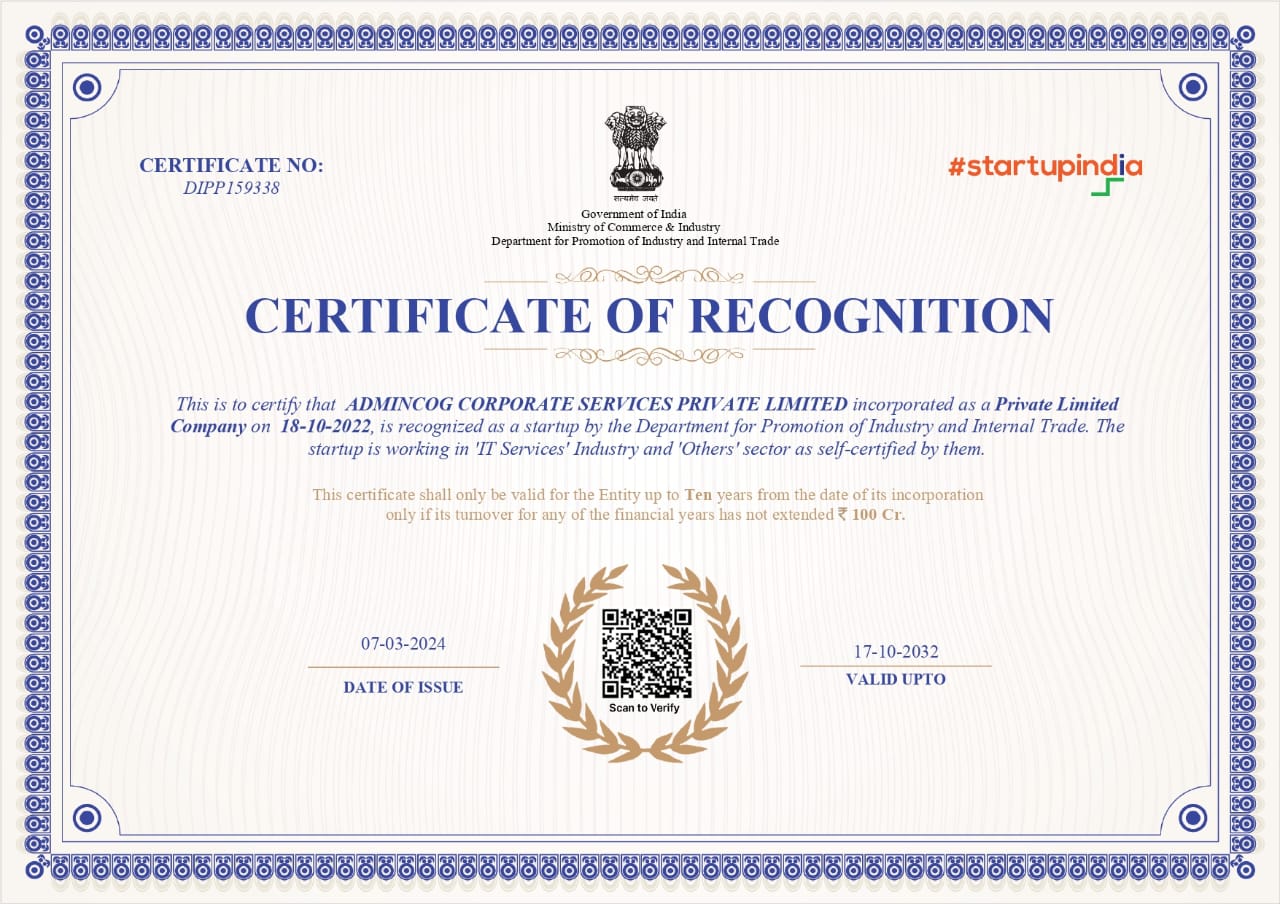 CERTIFICATE NO:
DIPP159338
#startupindia
सत्यमेव जयते
Government of India
Ministry of Commerce & Industry
Department for Promotion of Industry and Internal Trade
CERTIFICATE OF RECOGNITION
This is to certify that ADMINCOG CORPORATE SERVICES PRIVATE LIMITED incorporated as a Private Limited
Company on 18-10-2022, is recognized as a startup by the Department for Promotion of Industry and Internal Trade. The
startup is working in 'IT Services' Industry and 'Others' sector as self-certified by them.
This certificate shall only be valid for the Entity up to Ten years from the date of its incorporation
only if its turnover for any of the financial years has not extended ₹ 100 Cr.
07-03-2024
DATE OF ISSUE
Scan to Verify
17-10-2032
VALID UPTO